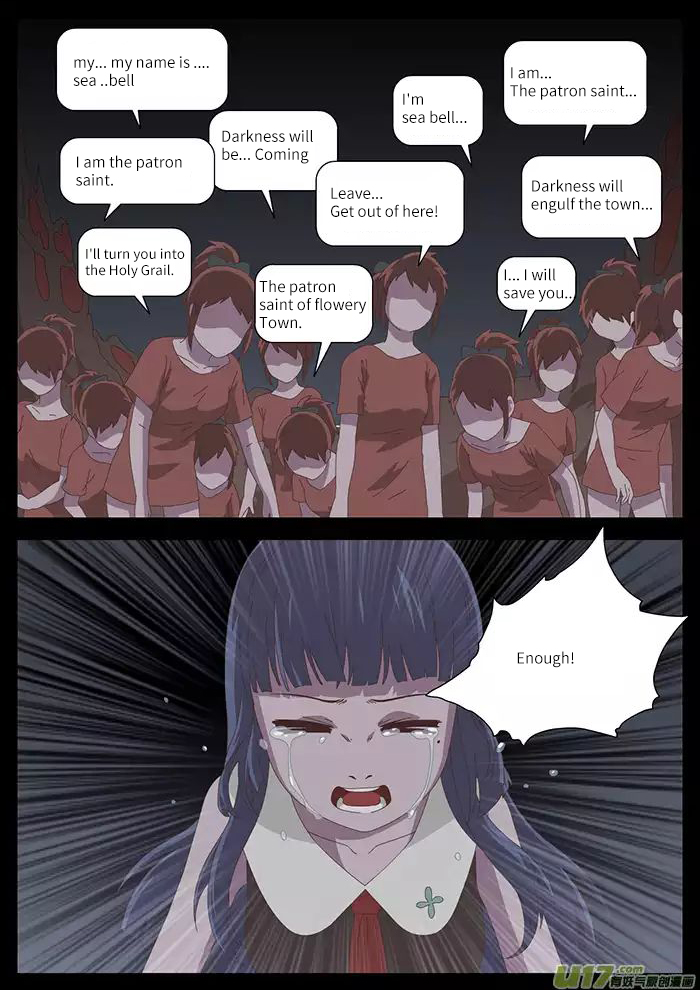 my... my name is ....
sea ..bell
I am...
The patron saint...
I'm
sea bell...
Darkness will
be... Coming
I am the patron
saint.
Leave...
Get out of here!
Darkness will
engulf the town...
I'll turn you into
the Holy Grail.
The patron
saint of flowery
Town.
I... I will
save you..
Enough!
U17.com
有妖气原创漫画